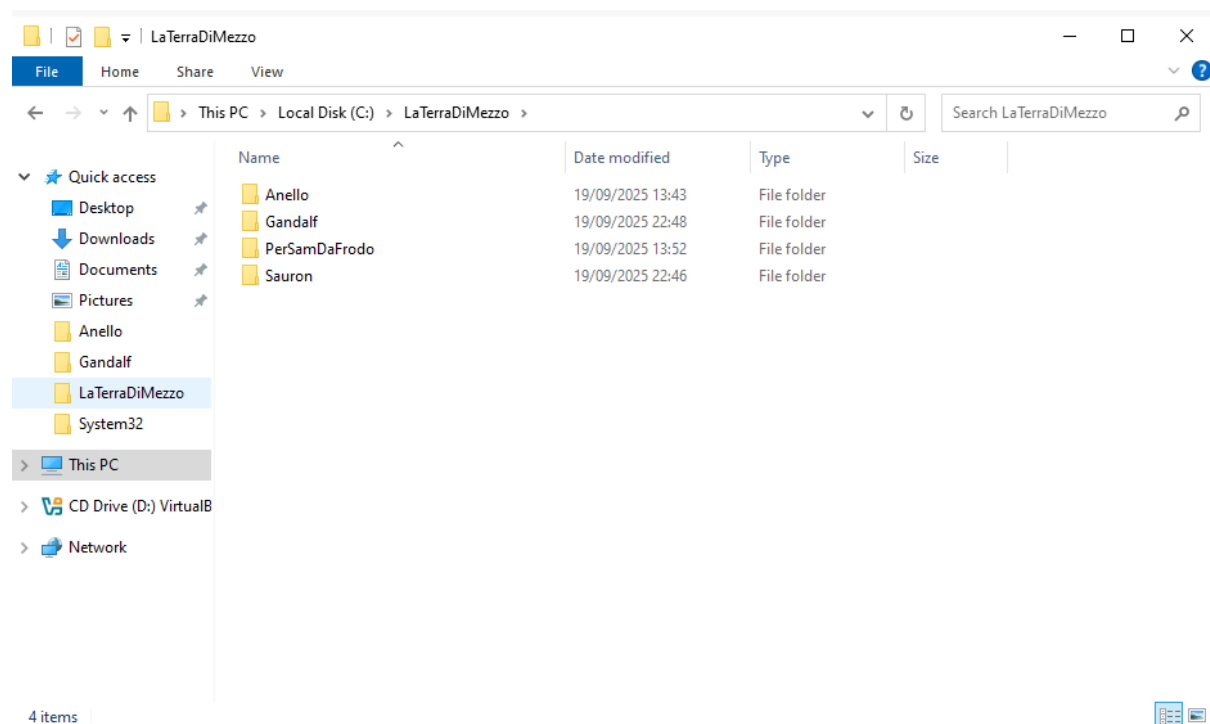 LaTerraDiMezzo
File Home Share View
This PC Local Disk (C:) LaTerraDiMezzo Search LaTerraDiMezzo
Name Date modified Type Size
Quick access
Desktop
Downloads
Documents
Pictures
Anello
Gandalf
LaTerraDiMezzo
System32
This PC
CD Drive (D:) VirtualB
Network
Anello 19/09/2025 13:43 File folder
Gandalf 19/09/2025 22:48 File folder
PerSamDaFrodo 19/09/2025 13:52 File folder
Sauron 19/09/2025 22:46 File folder
4 items